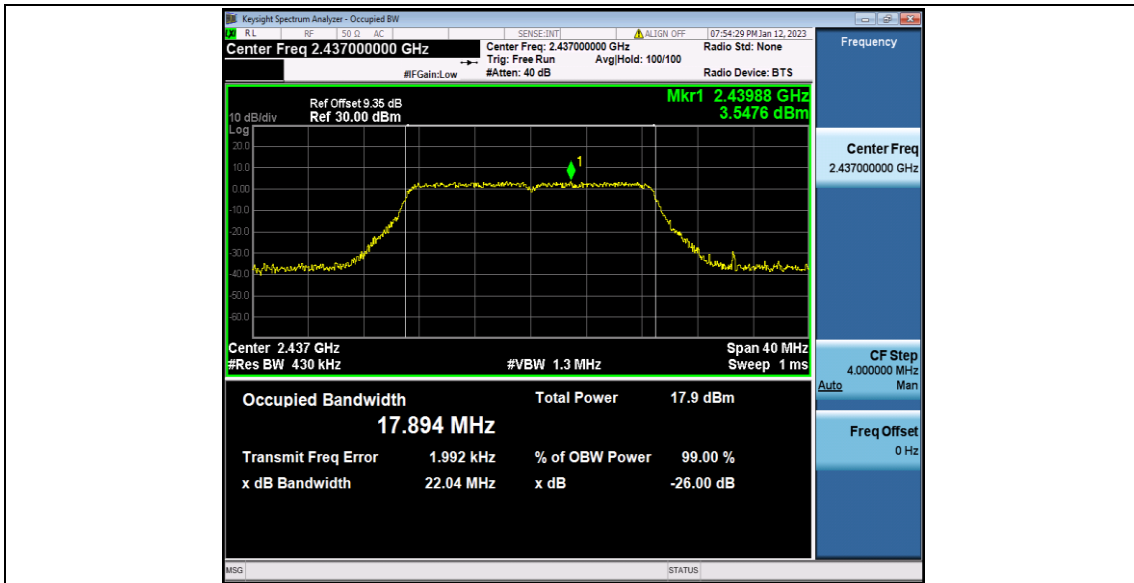 Keysight Spectrum Analyzer - Occupied BW
LXI RL RF 50 Ω AC SENSE:INT ALIGN OFF 07:54:29 PM Jan 12, 2023
Center Freq 2.437000000 GHz Center Freq: 2.437000000 GHz Radio Std: None
Trig: Free Run Avg|Hold: 100/100
#IFGain:Low #Atten: 40 dB Radio Device: BTS
Frequency
Mkr1 2.43988 GHz
3.5476 dBm
Ref Offset 9.35 dB
10 dB/div Ref 30.00 dBm
Log
20.0
10.0
0.00
-10.0
-20.0
-30.0
-40.0
-50.0
-60.0
1
Center Freq
2.437000000 GHz
Center 2.437 GHz Span 40 MHz
#Res BW 430 kHz #VBW 1.3 MHz Sweep 1 ms
CF Step
4.000000 MHz
Auto Man
Occupied Bandwidth Total Power 17.9 dBm
17.894 MHz
Transmit Freq Error 1.992 kHz % of OBW Power 99.00 %
x dB Bandwidth 22.04 MHz x dB -26.00 dB
Freq Offset
0 Hz
MSG STATUS